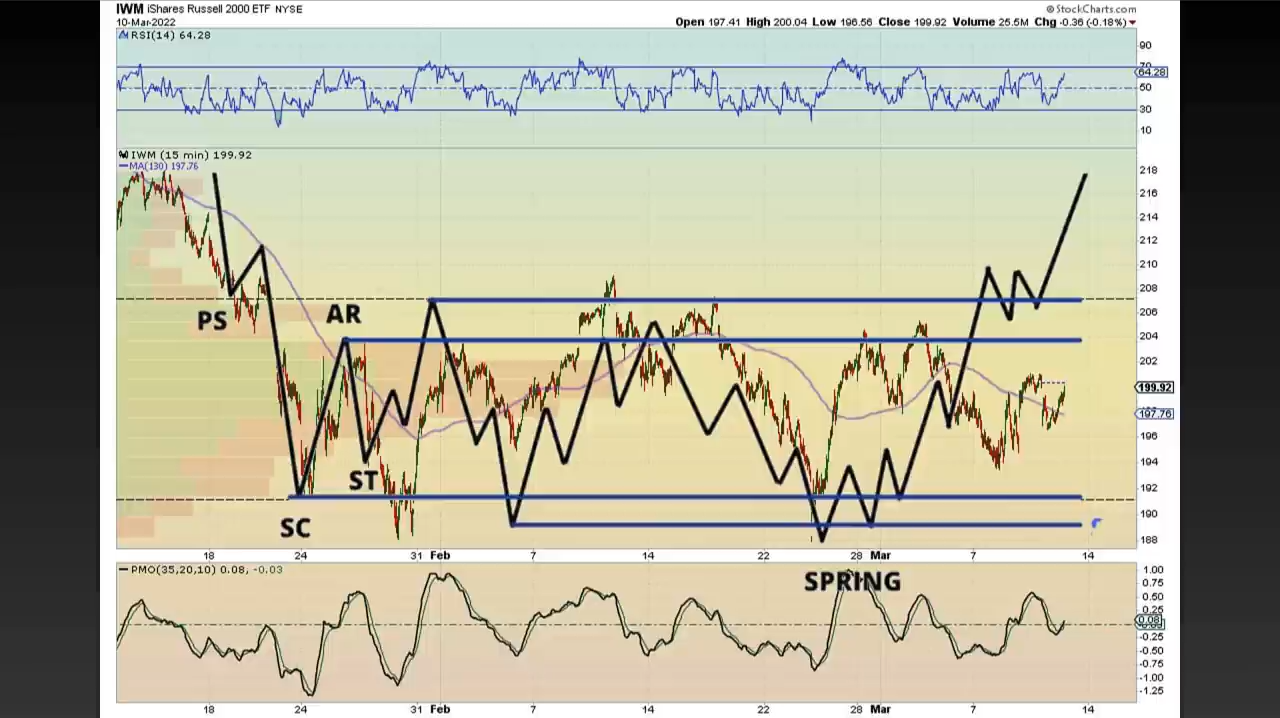 IWM iShares Russell 2000 ETF NYSE
© StockCharts.com
10-Mar-2022
Open 197.41 High 200.04 Low 196.56 Close 199.92 Volume 25.5M Chg -0.36 (-0.18%)
RSI(14) 64.28
90
70
64.28
50
30
10
IWM (15 min) 199.92
MA(130) 197.76
218
216
214
212
210
208
206
204
202
199.92
197.76
196
194
192
190
188
PS
AR
ST
SC
SPRING
18 24 31 Feb 7 14 22 28 Mar 7 14
PMO(35,20,10) 0.08, -0.03
1.00
0.75
0.50
0.25
0.08
-0.25
-0.50
-0.75
-1.00
-1.25
18 24 31 Feb 7 14 22 28 Mar 7 14